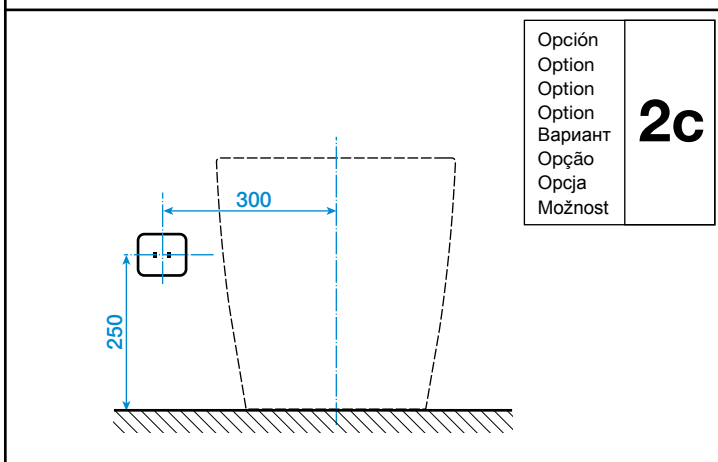 Opción
Option
Option
Option
Вариант
Opção
Opcja
Možnost
2c
300
250